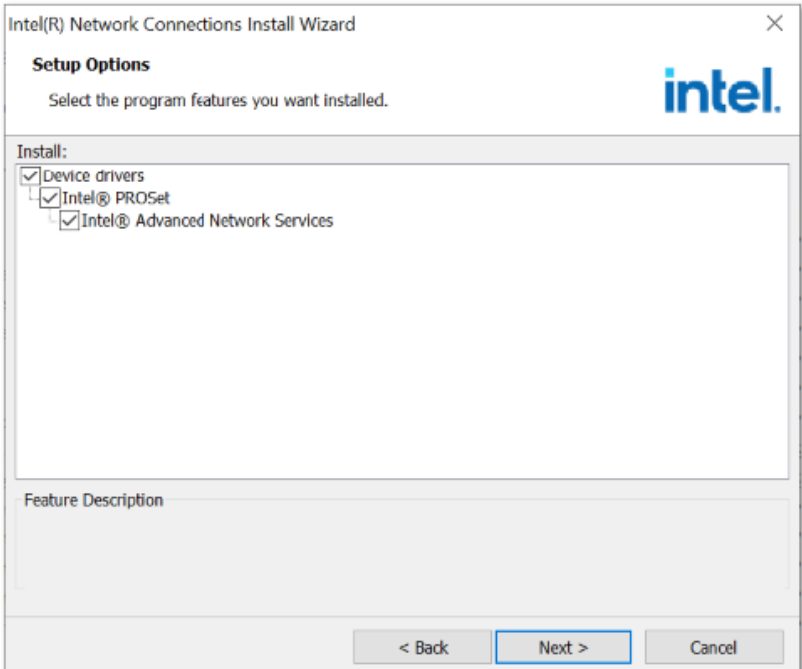 Intel(R) Network Connections Install Wizard
Setup Options
Select the program features you want installed.
intel.
Install:
Device drivers
Intel® PROSet
Intel® Advanced Network Services
Feature Description
< Back
Next >
Cancel